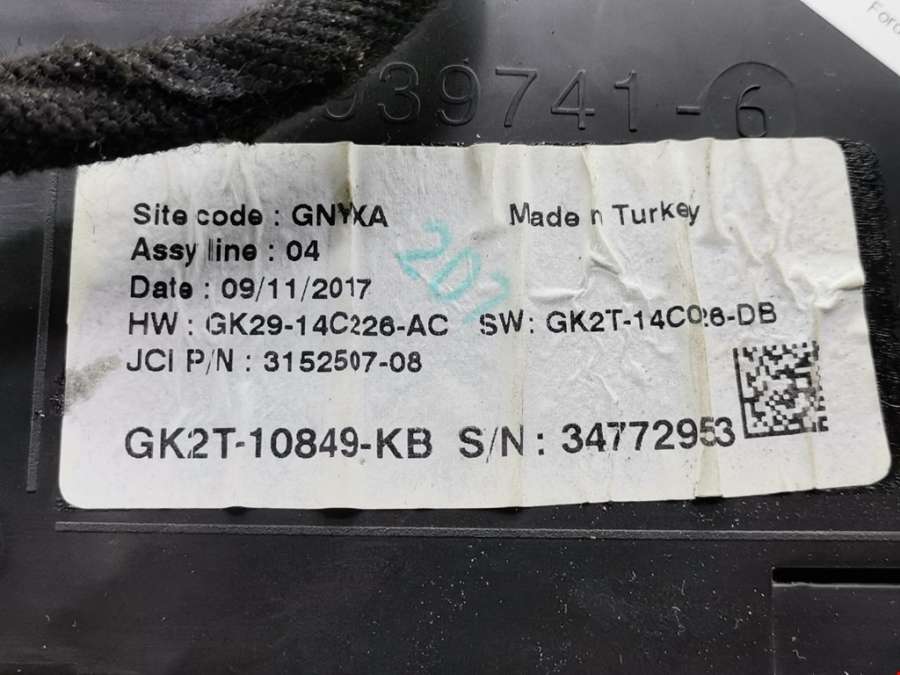 Ford
939741-6
Site code : GNYXA Made in Turkey
Assy line : 04
Date : 09/11/2017
HW : GK29-14C226-AC SW: GK2T-14C026-DB
JCI P/N : 3152507-08
GK2T-10849-KB S/N : 34772953